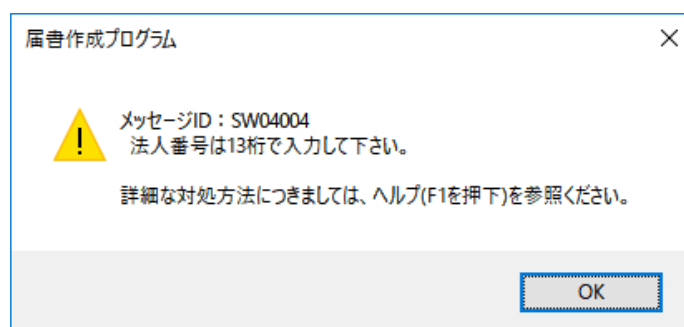 届書作成プログラム
メッセージID：SW04004
法人番号は13桁で入力して下さい。
詳細な対処方法につきましては、ヘルプ(F1を押下)を参照ください。
OK